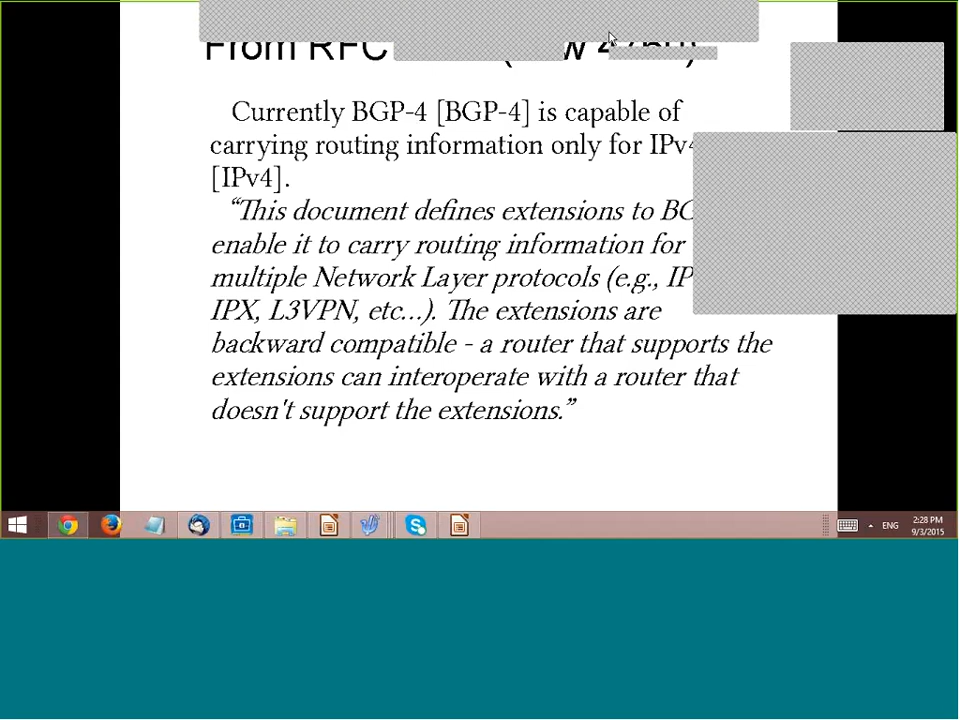 From RFC
Currently BGP-4 [BGP-4] is capable of
carrying routing information only for
[IPv4].
“This document defines extensions to
enable it to carry routing information for
multiple Network Layer protocols (e.g.,
IPX, L3VPN, etc...). The extensions are
backward compatible - a router that supports the
extensions can interoperate with a router that
doesn't support the extensions.”
ENG
2:28 PM
9/3/2015